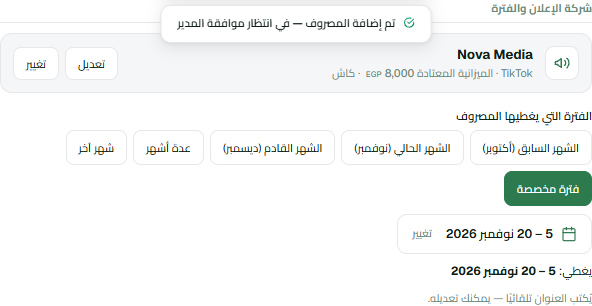 شركة الإعلان والفترة
تم إضافة المصروف — في انتظار موافقة المدير
Nova Media
TikTok · الميزانية المعتادة 8,000 EGP · كاش
تعديل
تغيير
الفترة التي يغطيها المصروف
الشهر السابق (أكتوبر)
الشهر الحالي (نوفمبر)
الشهر القادم (ديسمبر)
عدة أشهر
شهر آخر
فترة مخصصة
5 – 20 نوفمبر 2026 تغيير
يغطي: 5 – 20 نوفمبر 2026
يُكتب العنوان تلقائيًا — يمكنك تعديله.